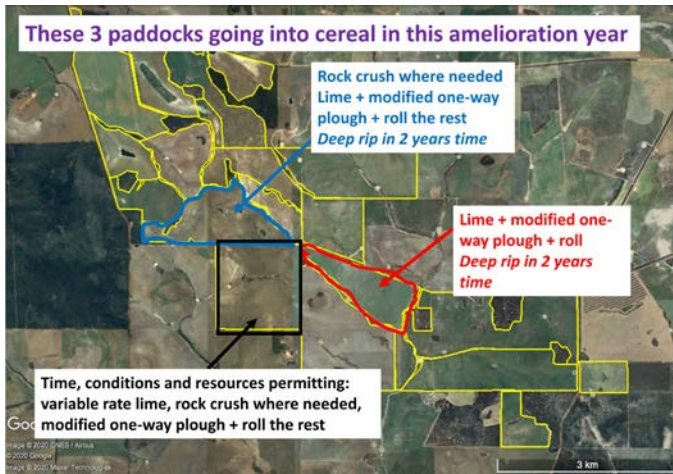 These 3 paddocks going into cereal in this amelioration year
Rock crush where needed
Lime + modified one-way
plough + roll the rest
Deep rip in 2 years time
Lime + modified one-
way plough + roll
Deep rip in 2 years
time
Time, conditions and resources permitting:
variable rate lime, rock crush where needed,
modified one-way plough + roll the rest
Goo
Image © 2020 CNES / Airbus
© 2020 Google
Image © 2020 Maxar Technologies
3 km